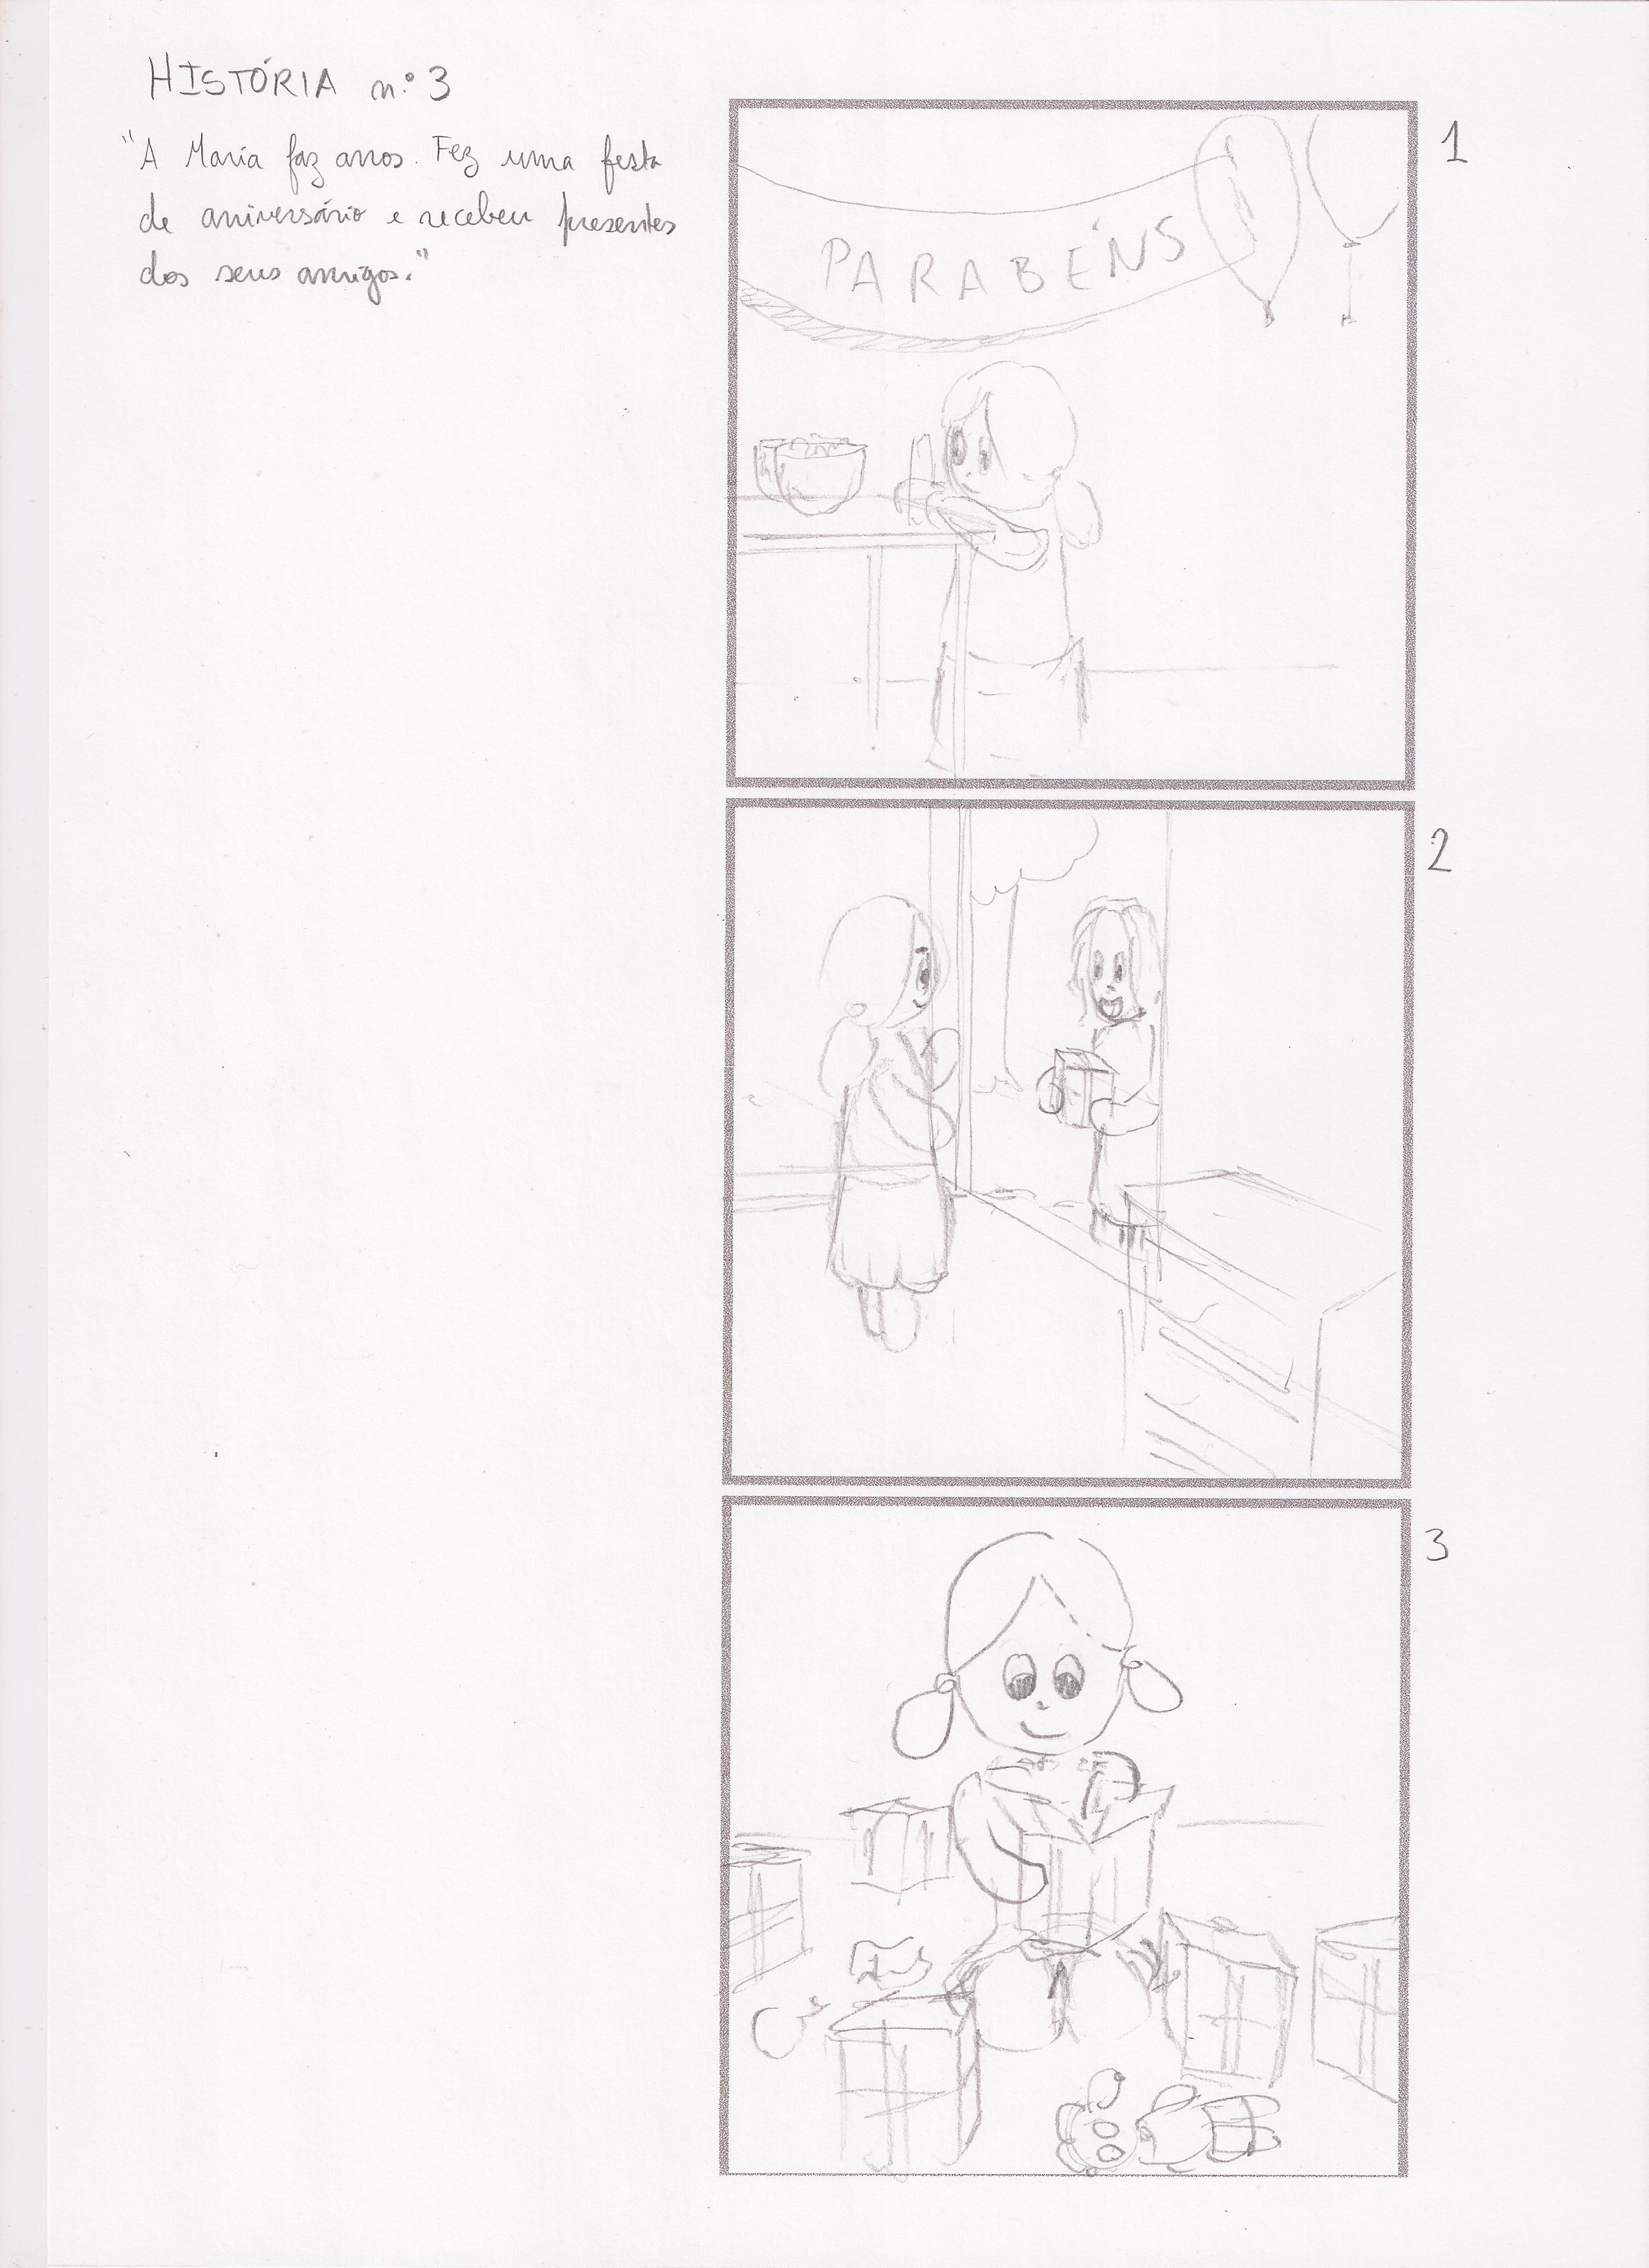 HISTÓRIA n.º 3
"A Maria faz anos. Fez uma festa
de aniversário e recebeu presentes
dos seus amigos."
1
PARABÉNS
2
3